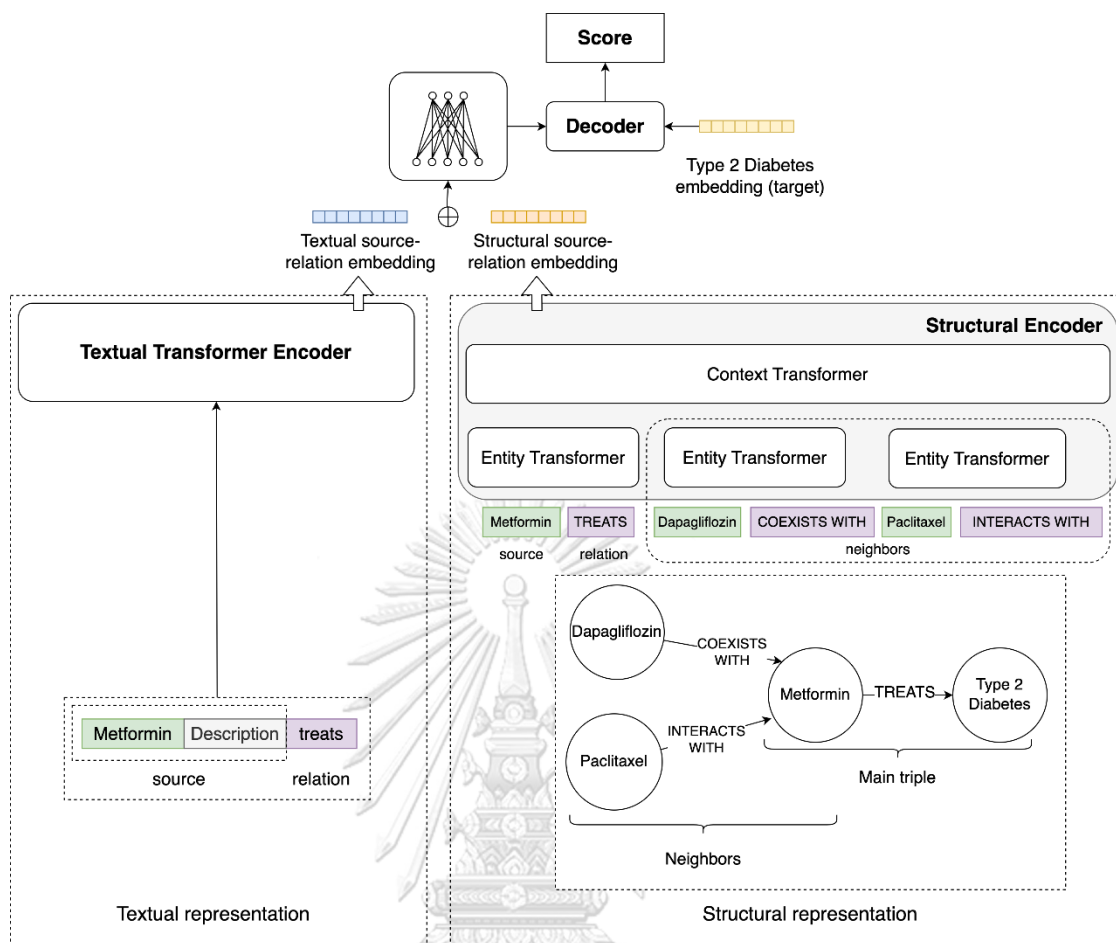 Score
Decoder
Type 2 Diabetes
embedding (target)
Textual source-
relation embedding
Structural source-
relation embedding
Textual Transformer Encoder
Structural Encoder
Context Transformer
Entity Transformer
Entity Transformer
Entity Transformer
Metformin TREATS Dapagliflozin COEXISTS WITH Paclitaxel INTERACTS WITH
source relation neighbors
Dapagliflozin
COEXISTS
WITH
Metformin
TREATS
Type 2
Diabetes
INTERACTS
WITH
Paclitaxel
Main triple
Neighbors
Metformin Description treats
source relation
Textual representation
Structural representation